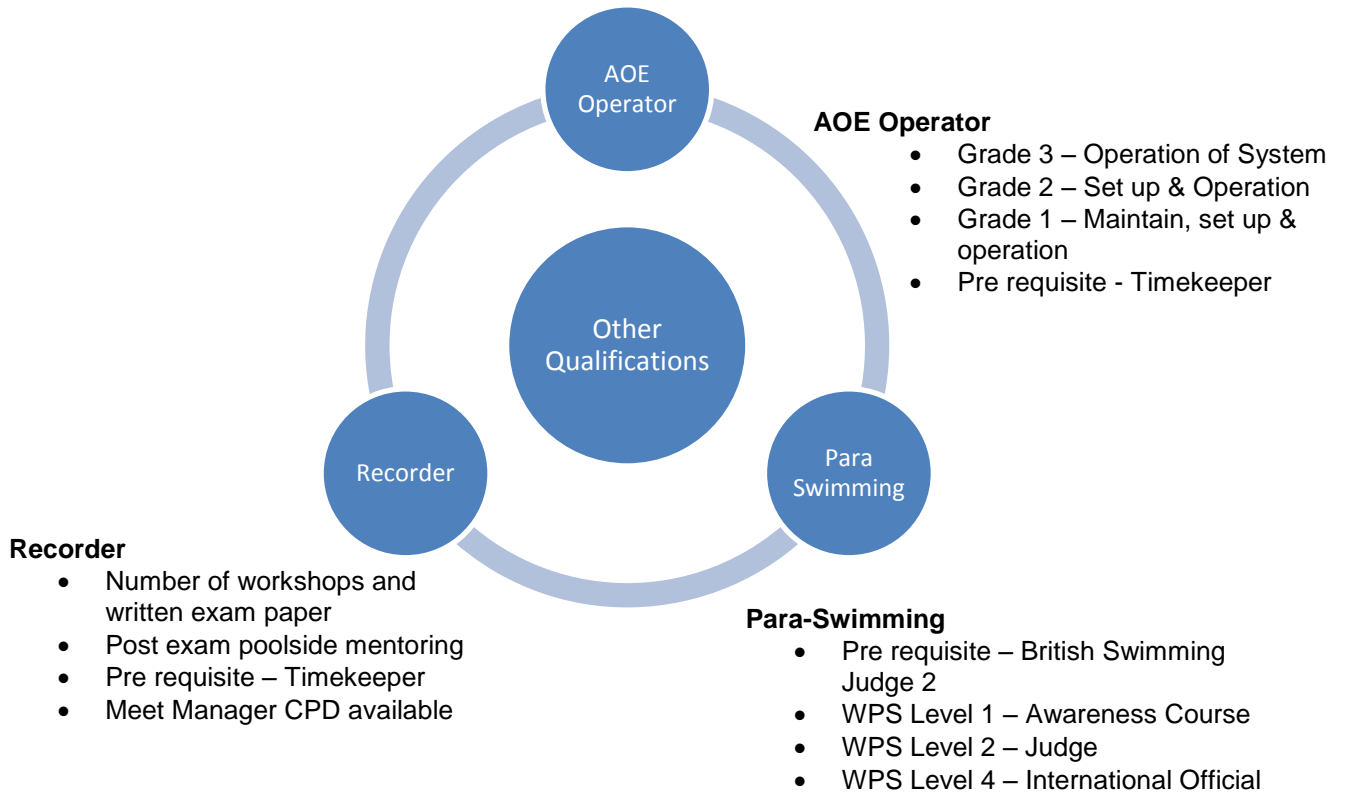 AOE
Operator
AOE Operator
• Grade 3 – Operation of System
• Grade 2 – Set up & Operation
• Grade 1 – Maintain, set up &
operation
• Pre requisite - Timekeeper
Other
Qualifications
Recorder
Para
Swimming
Recorder
• Number of workshops and
written exam paper
• Post exam poolside mentoring
• Pre requisite – Timekeeper
• Meet Manager CPD available
Para-Swimming
• Pre requisite – British Swimming
Judge 2
• WPS Level 1 – Awareness Course
• WPS Level 2 – Judge
• WPS Level 4 – International Official